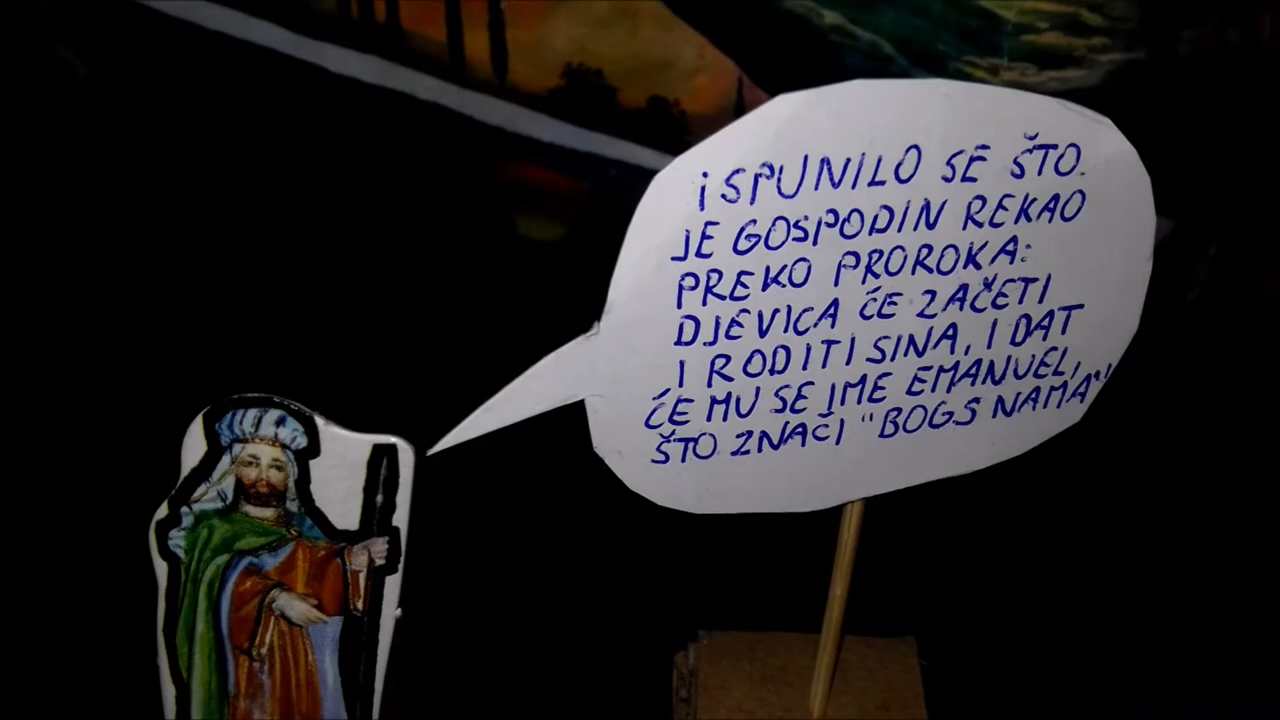 ISPUNILO SE ŠTO
JE GOSPODIN REKAO
PREKO PROROKA:
DJEVICA ĆE ZAČETI
I RODITI SINA, I DAT
ĆE MU SE IME EMANUEL,
ŠTO ZNAČI "BOG S NAMA"